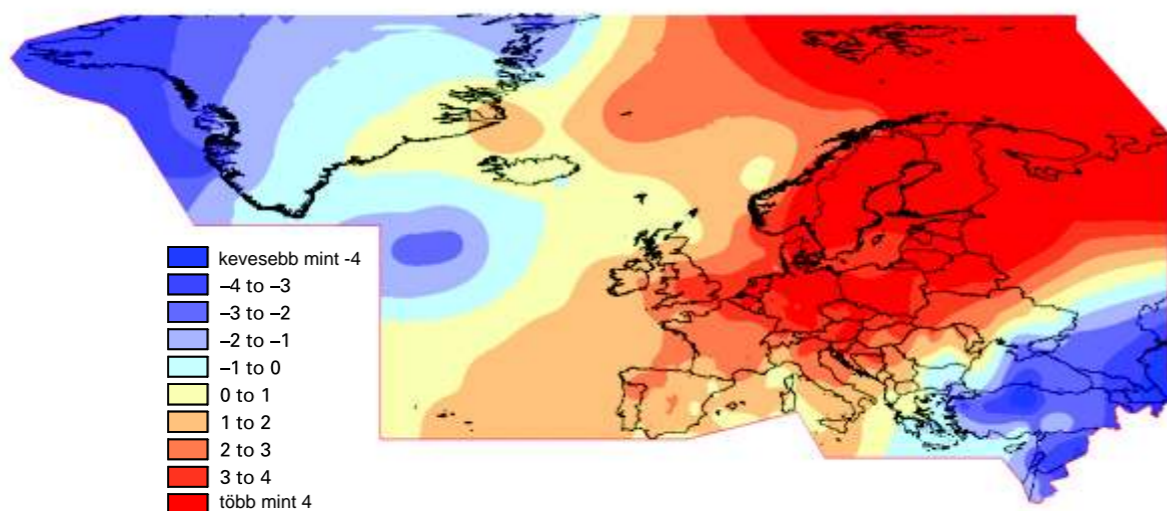 kevesebb mint -4
–4 to –3
–3 to –2
–2 to –1
–1 to 0
0 to 1
1 to 2
2 to 3
3 to 4
több mint 4